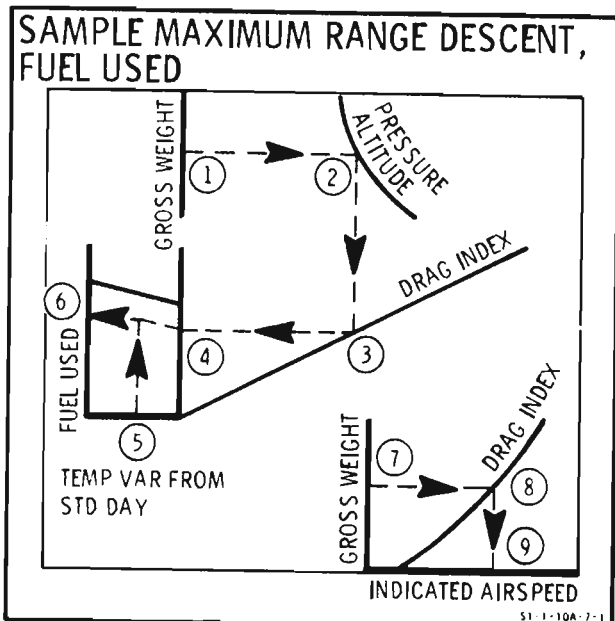 SAMPLE MAXIMUM RANGE DESCENT,
FUEL USED
GROSS WEIGHT
1
2
PRESSURE
ALTITUDE
DRAG INDEX
6
4
3
FUEL USED
5
TEMP VAR FROM
STD DAY
GROSS WEIGHT
7
DRAG INDEX
8
9
INDICATED AIRSPEED
S1-1-10A-7-1